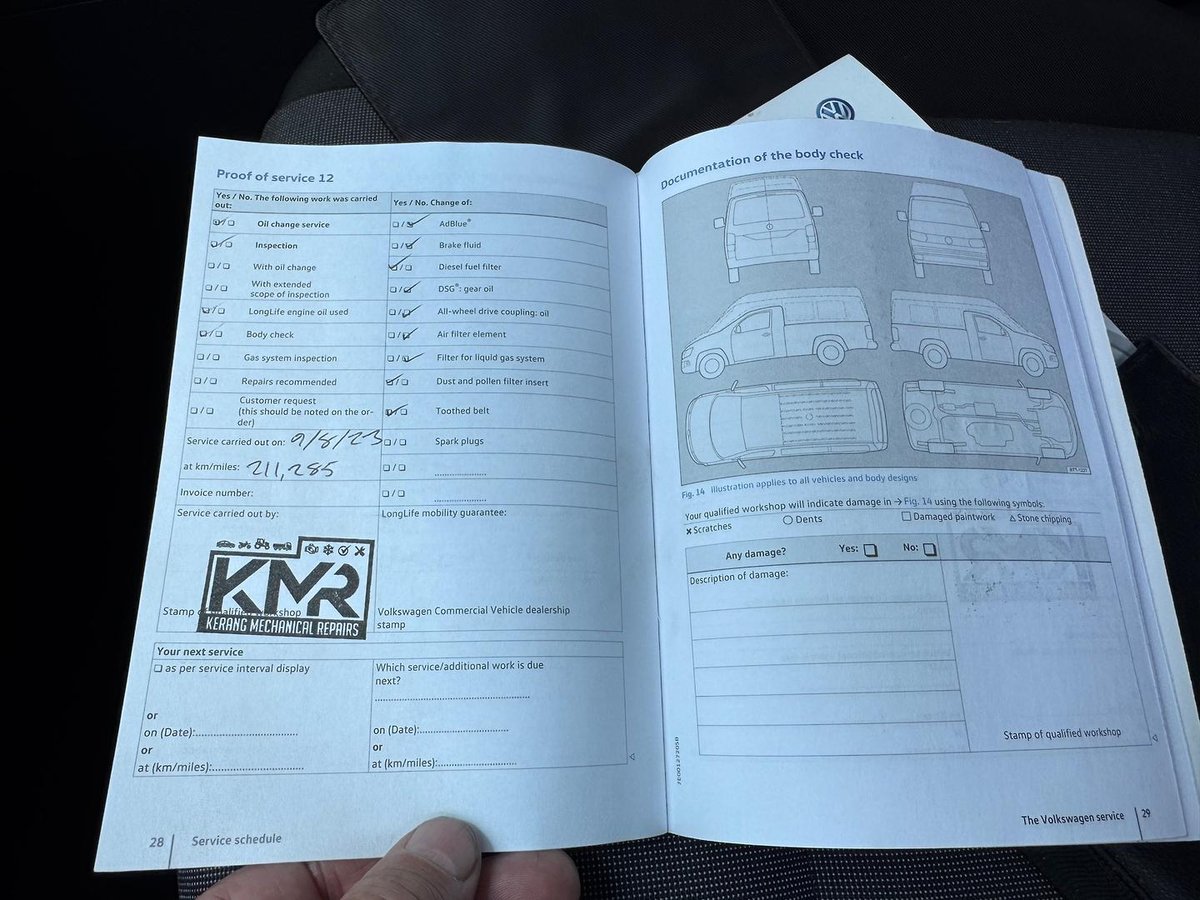 Proof of service 12
Yes / No. The following work was carried out:
Yes / No. Change of:
☑/☐ Oil change service
☐/☑ AdBlue®
☑/☐ Inspection
☐/☑ Brake fluid
☐/☐ With oil change
☑/☐ Diesel fuel filter
☐/☐ With extended
scope of inspection
☐/☑ DSG®: gear oil
☑/☐ LongLife engine oil used
☐/☑ All-wheel drive coupling: oil
☑/☐ Body check
☐/☑ Air filter element
☐/☐ Gas system inspection
☐/☑ Filter for liquid gas system
☐/☐ Repairs recommended
☑/☐ Dust and pollen filter insert
☐/☐ Customer request
(this should be noted on the or-
der)
☑/☐ Toothed belt
Service carried out on: 9/8/23
☐/☐ Spark plugs
at km/miles: 211,285
☐/☐ ....................
Invoice number:
☐/☐ ....................
Service carried out by:
KMR
KERANG MECHANICAL REPAIRS
Stamp of qualified workshop
LongLife mobility guarantee:
Volkswagen Commercial Vehicle dealership
stamp
Your next service
☐ as per service interval display
or
on (Date):..............................
or
at (km/miles):...........................
Which service/additional work is due
next?
.............................................
on (Date):..........................
or
at (km/miles):.......................
28 | Service schedule
Documentation of the body check
Fig. 14 Illustration applies to all vehicles and body designs
Your qualified workshop will indicate damage in → Fig. 14 using the following symbols:
✗ Scratches ○ Dents ☐ Damaged paintwork △ Stone chipping
Any damage? Yes: ☐ No: ☐
Description of damage:
Stamp of qualified workshop
The Volkswagen service | 29